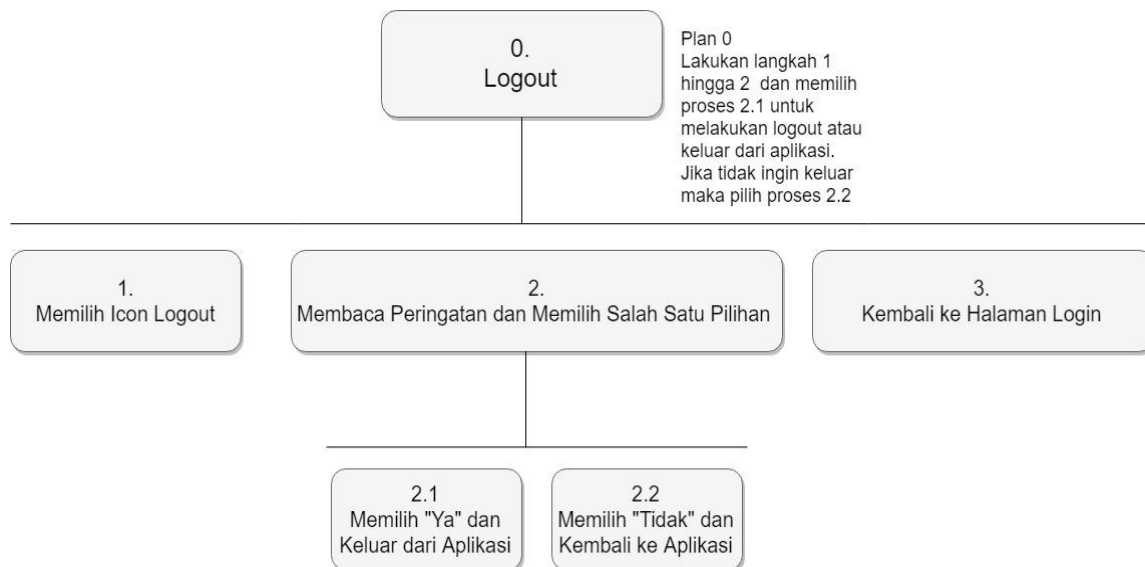 0.
Logout
Plan 0
Lakukan langkah 1
hingga 2 dan memilih
proses 2.1 untuk
melakukan logout atau
keluar dari aplikasi.
Jika tidak ingin keluar
maka pilih proses 2.2
1.
Memilih Icon Logout
2.
Membaca Peringatan dan Memilih Salah Satu Pilihan
3.
Kembali ke Halaman Login
2.1
Memilih "Ya" dan
Keluar dari Aplikasi
2.2
Memilih "Tidak" dan
Kembali ke Aplikasi